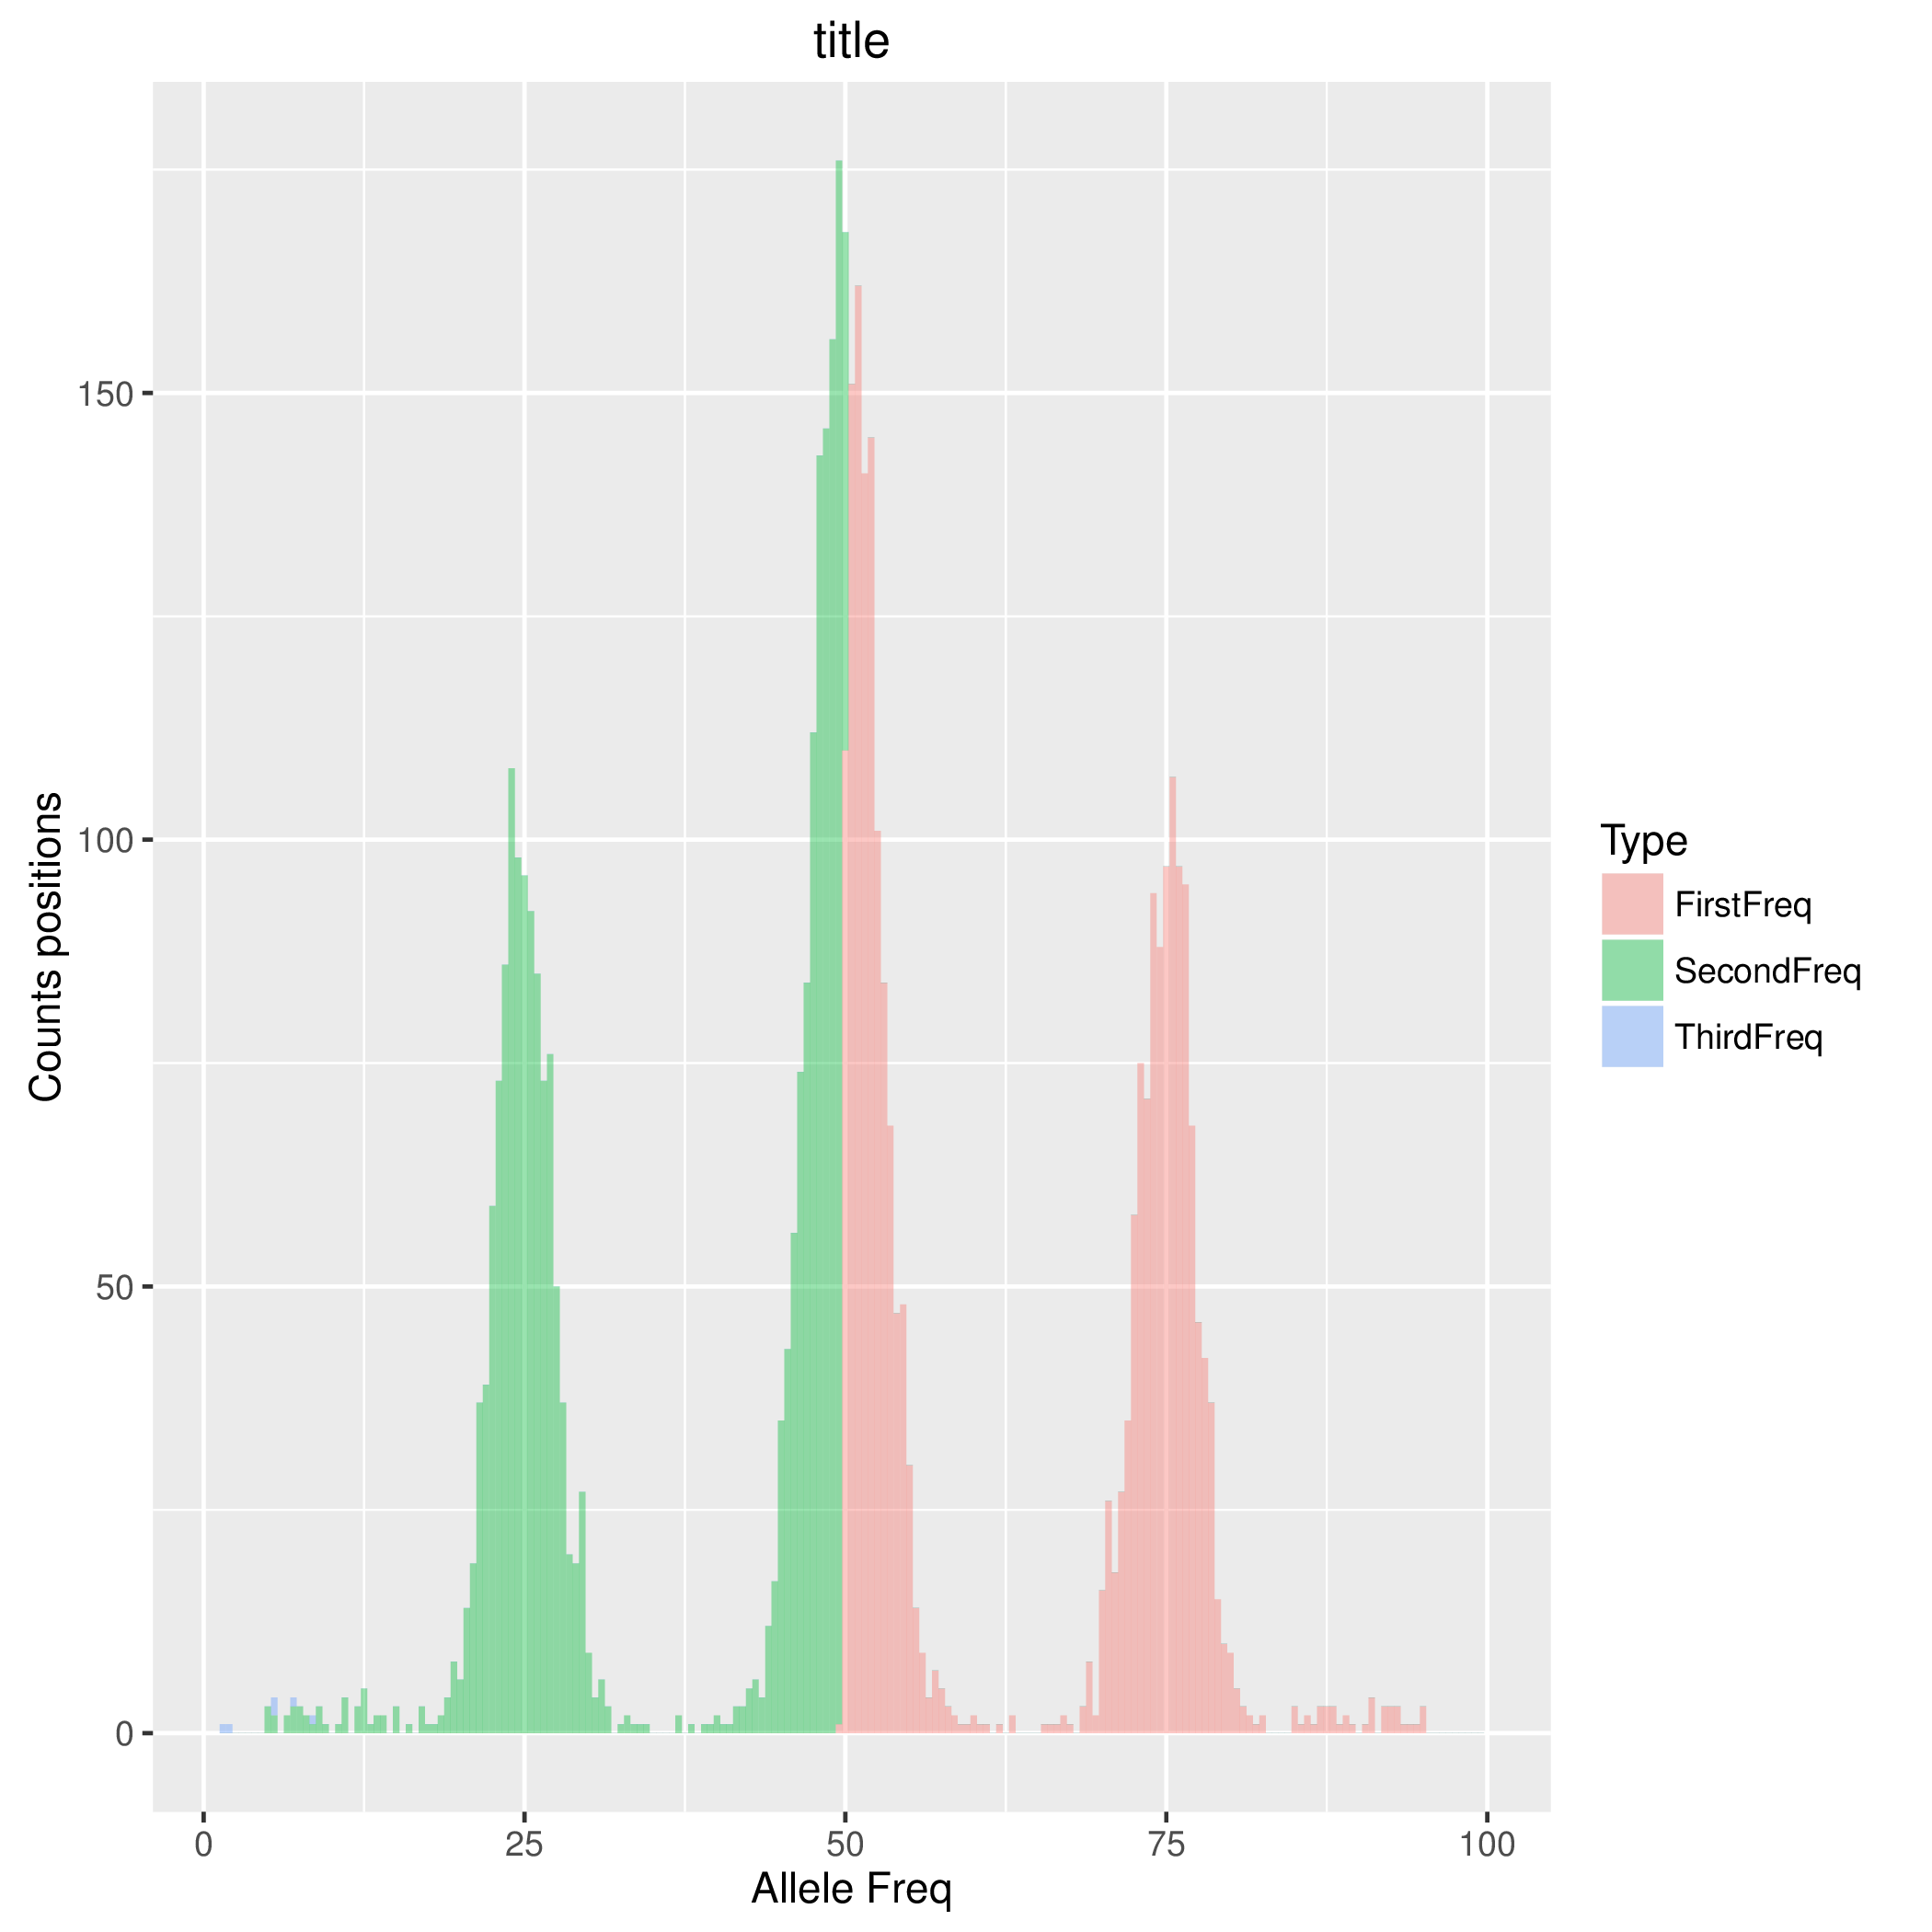 title
Counts positions
150
100
50
0
0 25 50 75 100
Allele Freq
Type
FirstFreq
SecondFreq
ThirdFreq